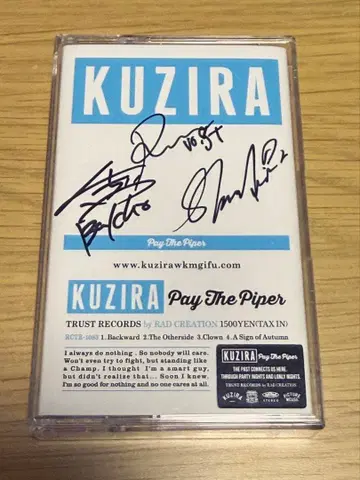 KUZIRA
Vo.Gt
Pay The Piper
www.kuzirawkmgifu.com
KUZIRA Pay The Piper
TRUST RECORDS by RAD CREATION 1500YEN(TAX IN)
1.Backward 2.The Otherside 3.Clown 4.A Sign of Autumn
I always do nothing. So nobody will cares.
Won't even try to fight, but standing like
a Champ. I thought I'm a smart guy,
but didn't realize that... Soon I knew.
I'm so good for nothing and no one cares at all.
KUZIRA Pay The Piper
THE PAST CONNECTS US HERE.
THROUGH PARTY NIGHTS AND LONLY NIGHTS.
TRUST RECORDS by RAD CREATION
KUZIRA